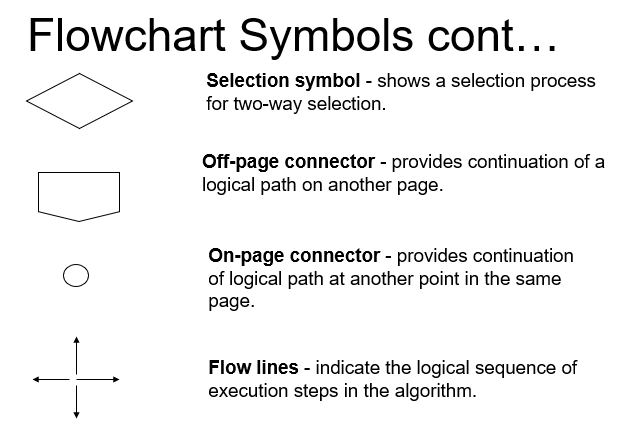 Flowchart Symbols cont…
Selection symbol - shows a selection process
for two-way selection.
Off-page connector - provides continuation of a
logical path on another page.
On-page connector - provides continuation
of logical path at another point in the same
page.
Flow lines - indicate the logical sequence of
execution steps in the algorithm.